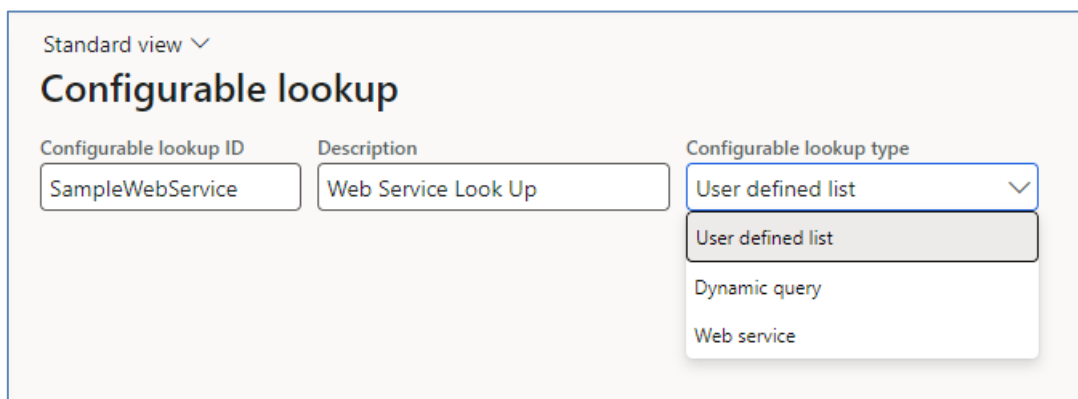 Standard view
Configurable lookup
Configurable lookup ID Description Configurable lookup type
SampleWebService Web Service Look Up User defined list
User defined list
Dynamic query
Web service